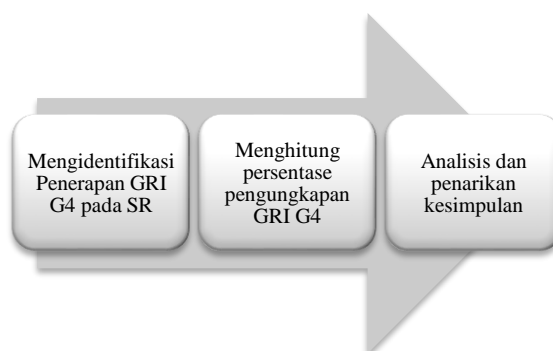 Mengidentifikasi
Penerapan GRI
G4 pada SR
Menghitung
persentase
pengungkapan
GRI G4
Analisis dan
penarikan
kesimpulan